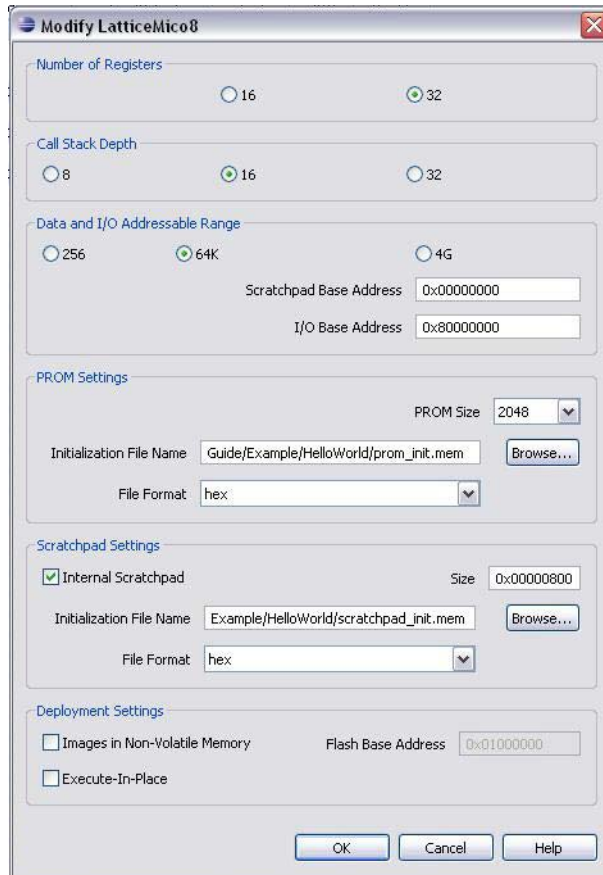 Modify LatticeMico8
Number of Registers
16 32
Call Stack Depth
8 16 32
Data and I/O Addressable Range
256 64K 4G
Scratchpad Base Address 0x00000000
I/O Base Address 0x80000000
PROM Settings
PROM Size 2048
Initialization File Name Guide/Example/HelloWorld/prom_init.mem Browse...
File Format hex
Scratchpad Settings
Internal Scratchpad Size 0x00000800
Initialization File Name Example/HelloWorld/scratchpad_init.mem Browse...
File Format hex
Deployment Settings
Images in Non-Volatile Memory Flash Base Address 0x01000000
Execute-In-Place
OK Cancel Help